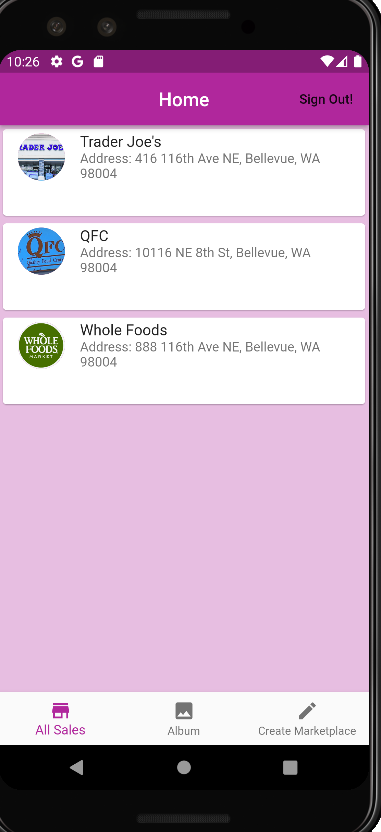 10:26
G
Home
Sign Out!
ADER JOE
Trader Joe's
Address: 416 116th Ave NE, Bellevue, WA
98004
QFC
QFC
Address: 10116 NE 8th St, Bellevue, WA
98004
WHOLE
FOODS
MARKET
Whole Foods
Address: 888 116th Ave NE, Bellevue, WA
98004
All Sales
Album
Create Marketplace